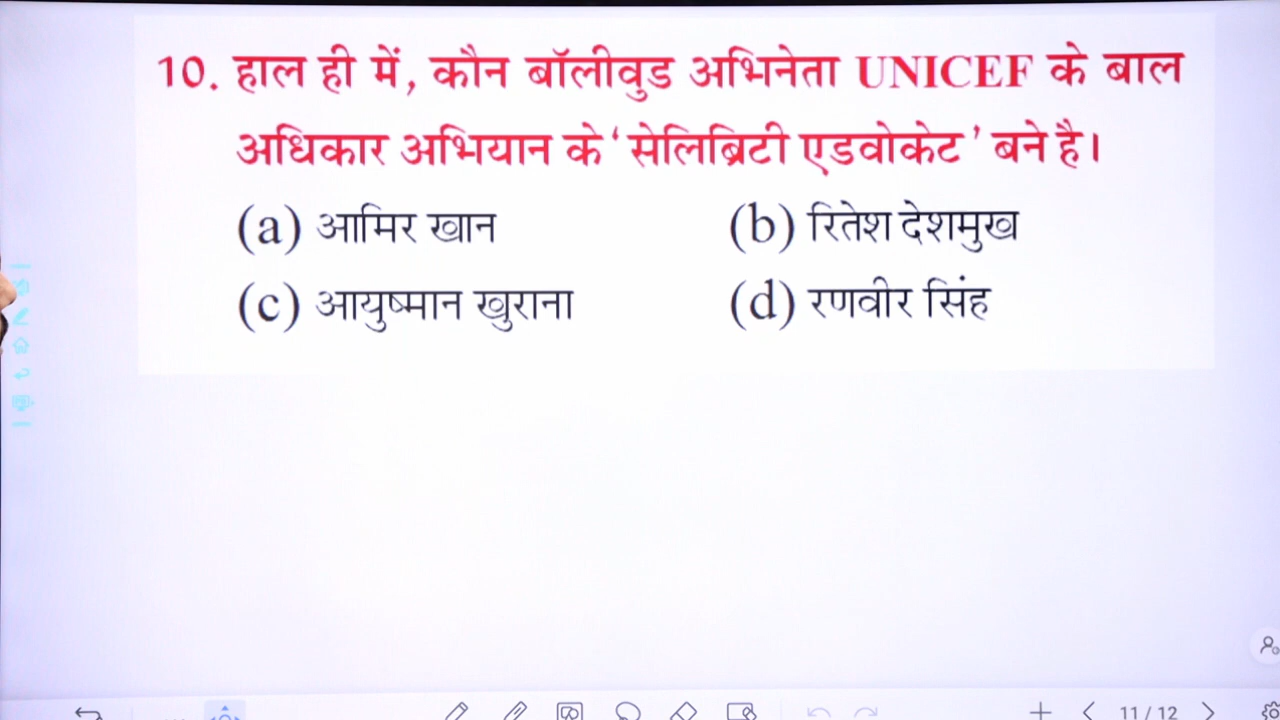 10. हाल ही में, कौन बॉलीवुड अभिनेता UNICEF के बाल
अधिकार अभियान के ‘सेलिब्रिटी एडवोकेट’ बने है।
(a) आमिर खान (b) रितेश देशमुख
(c) आयुष्मान खुराना (d) रणवीर सिंह
11/12